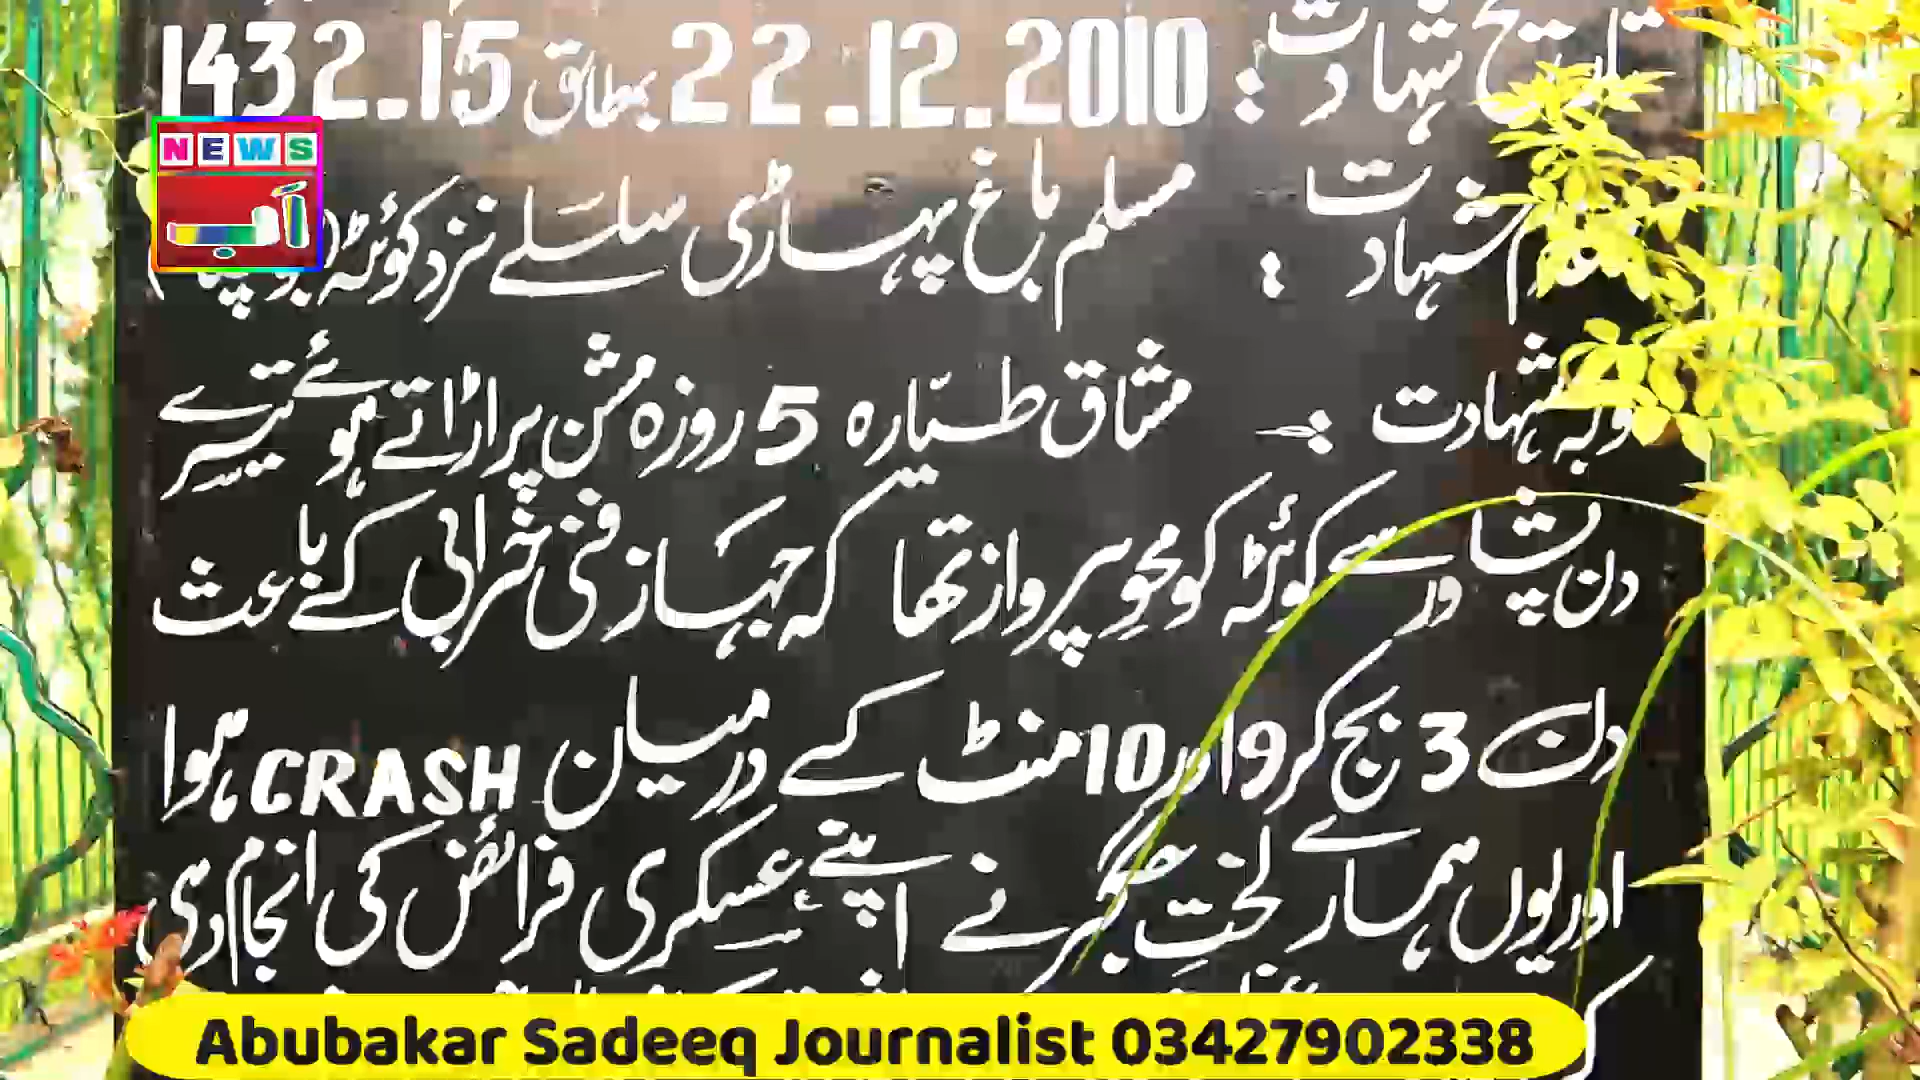 تاریخ شہادت : 22.12.2010 بمطابق 15.1432
مقام شہادت : مسلم باغ پہاڑی سلسلے نزد کوئٹہ
وجہ شہادت : مشاق طیارہ 5 روزہ مشن پر اڑاتے ہوئے تیسرے
دن پشاور سے کوئٹہ کو محوِ پرواز تھا کہ جہاز فنی خرابی کے باعث
دن 3 بج کر 9 اور 10 منٹ کے درمیان CRASH ہوا
اور یوں ہمارے لختِ جگر نے اپنے عسکری فرائض کی انجام دہی
NEWS
اَب
Abubakar Sadeeq Journalist 03427902338